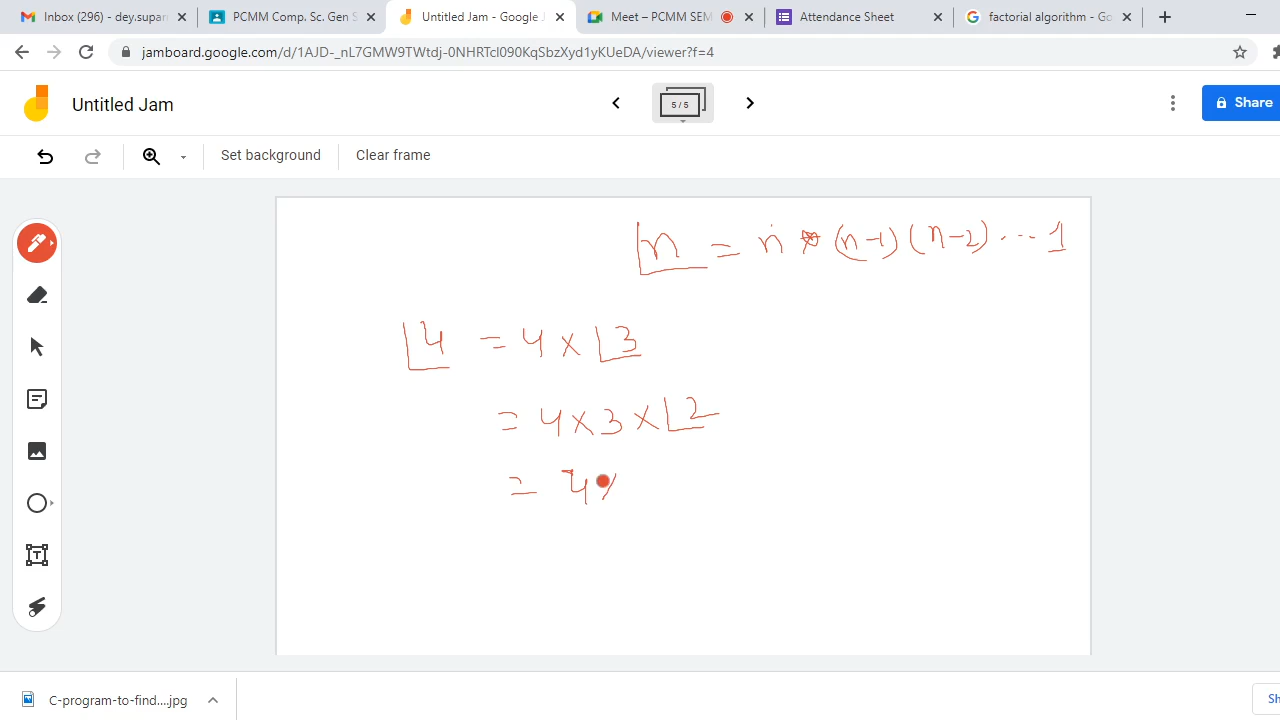 Inbox (296) - dey.supar
PCMM Comp. Sc. Gen S
Untitled Jam - Google J
Meet – PCMM SEM
Attendance Sheet
factorial algorithm - Go
jamboard.google.com/d/1AJD-_nL7GMW9TWtdj-0NHRTcl090KqSbzXyd1yKUeDA/viewer?f=4
Untitled Jam
5 / 5
Share
Set background
Clear frame
|n = n * (n-1) (n-2) ... 1
|4 = 4 × |3
= 4 × 3 × |2
= 4 ×
C-program-to-find....jpg
Sh